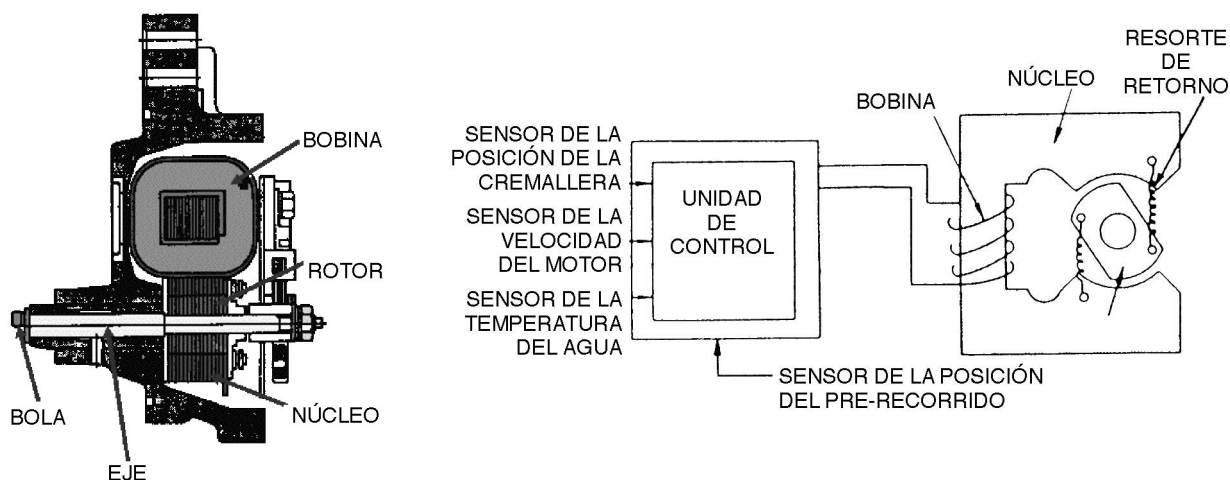 BOBINA
ROTOR
NÚCLEO
BOLA
EJE
SENSOR DE LA
POSICIÓN DE LA
CREMALLERA
SENSOR DE LA
VELOCIDAD
DEL MOTOR
SENSOR DE LA
TEMPERATURA
DEL AGUA
UNIDAD
DE
CONTROL
SENSOR DE LA POSICIÓN
DEL PRE-RECORRIDO
BOBINA
NÚCLEO
RESORTE
DE
RETORNO